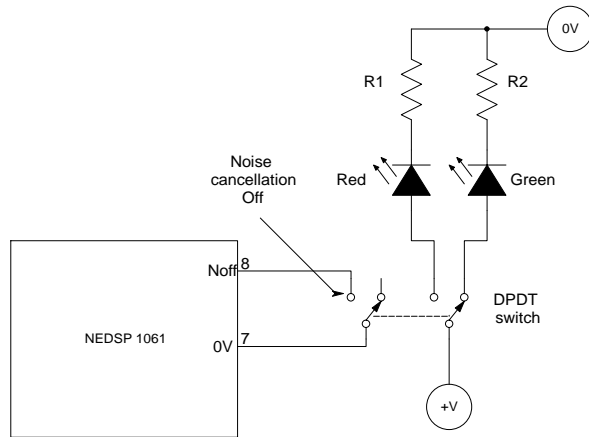 0V
R1
R2
Noise
cancellation
Off
Red
Green
Noff
8
DPDT
switch
NEDSP 1061
0V
7
+V